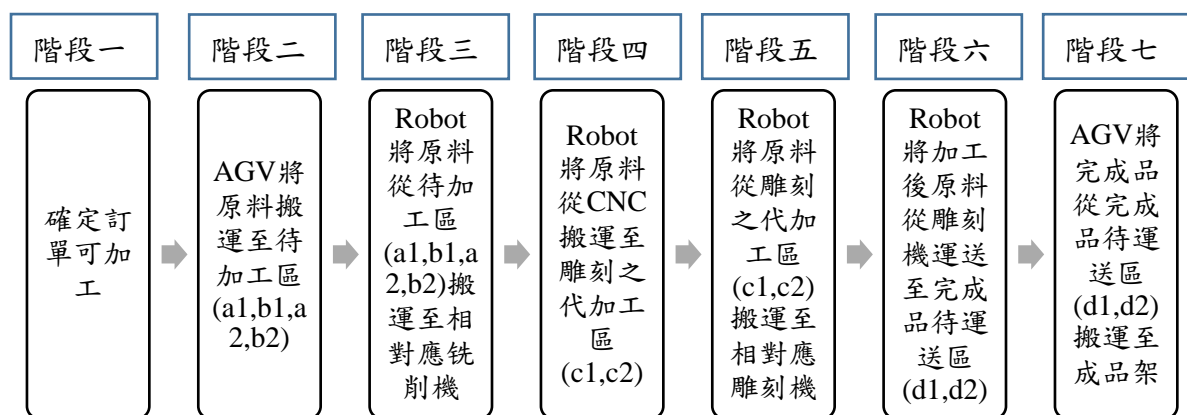 階段一
階段二
階段三
階段四
階段五
階段六
階段七
確定訂
單可加
工
AGV將
原料搬
運至待
加工區
(a1,b1,a
2,b2)
Robot
將原料
從待加
工區
(a1,b1,a
2,b2)搬
運至相
對應铣
削機
Robot
將原料
從CNC
搬運至
雕刻之
代加工
區
(c1,c2)
Robot
將原料
從雕刻
之代加
工區
(c1,c2)
搬運至
相對應
雕刻機
Robot
將加工
後原料
從雕刻
機運送
至完成
品待運
送區
(d1,d2)
AGV將
完成品
從完成
品待運
送區
(d1,d2)
搬運至
成品架